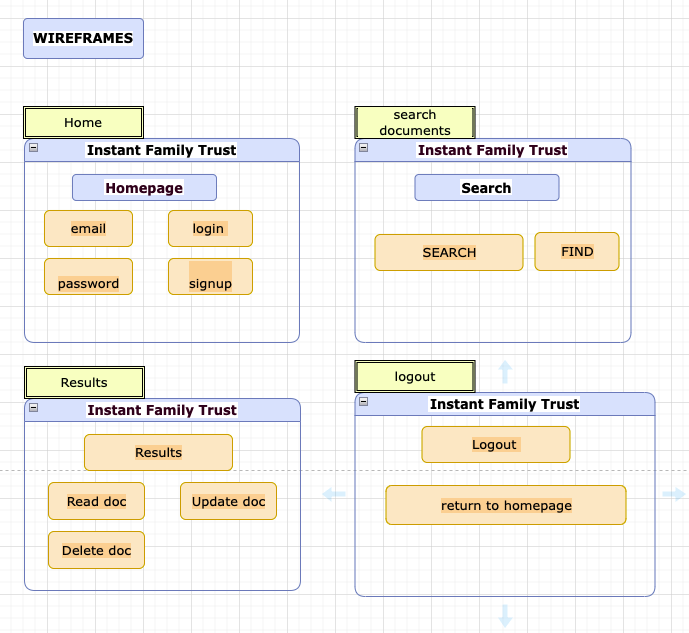 WIREFRAMES
Home
Instant Family Trust
Homepage
email
login
password
signup
search
documents
Instant Family Trust
Search
SEARCH
FIND
Results
Instant Family Trust
Results
Read doc
Update doc
Delete doc
logout
Instant Family Trust
Logout
return to homepage